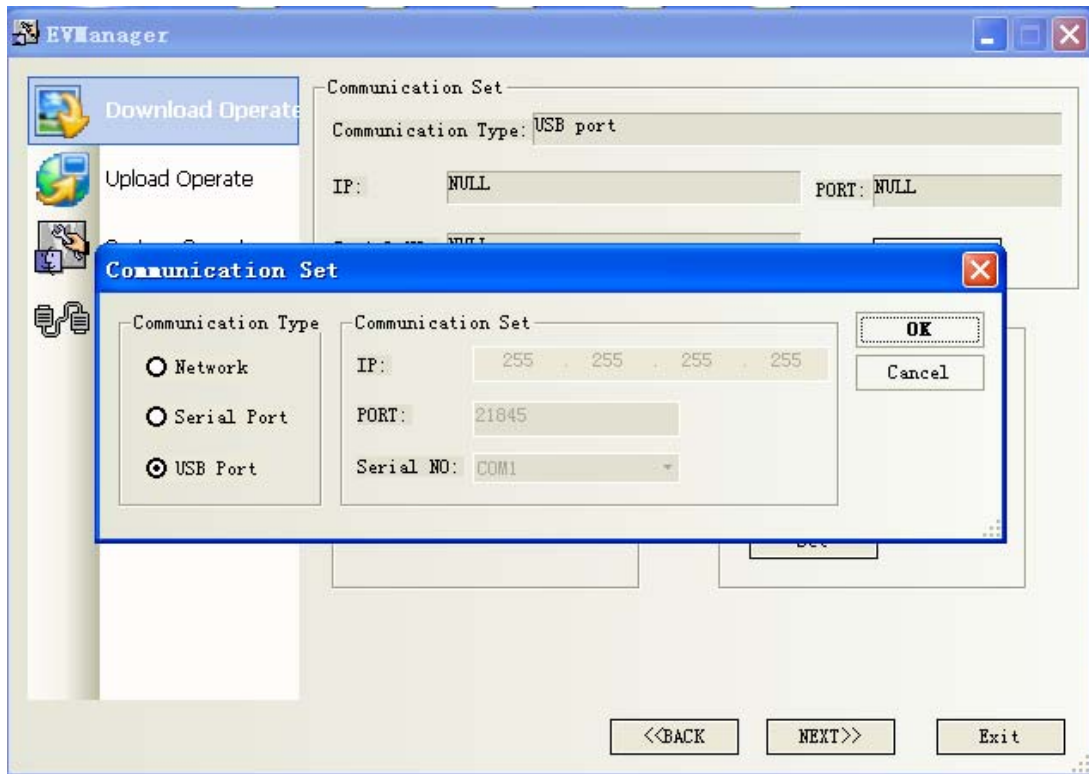 EVManager
Download Operate
Upload Operate
Communication Set
Communication Type: USB port
IP: NULL
PORT: NULL
Communication Set
Communication Type
Network
Serial Port
USB Port
Communication Set
IP: 255 . 255 . 255 . 255
PORT: 21845
Serial NO: COM1
OK
Cancel
<<BACK
NEXT>>
Exit